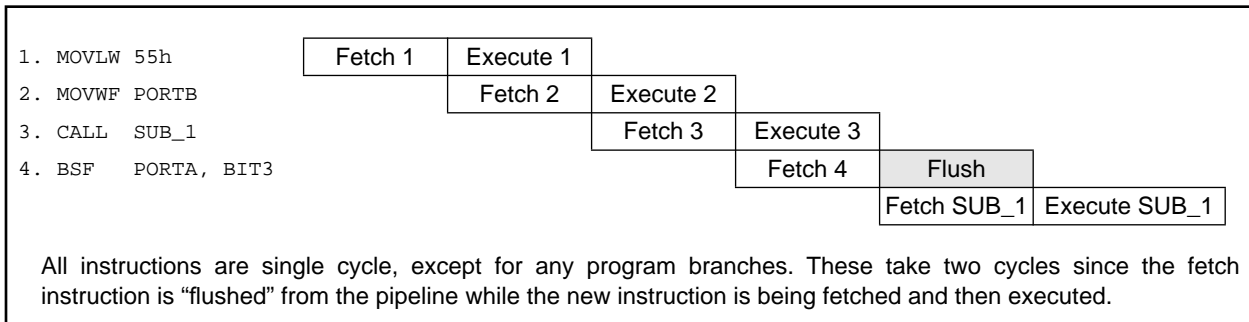 1. MOVLW 55h Fetch 1 Execute 1
2. MOVWF PORTB Fetch 2 Execute 2
3. CALL SUB_1 Fetch 3 Execute 3
4. BSF PORTA, BIT3 Fetch 4 Flush
Fetch SUB_1 Execute SUB_1
All instructions are single cycle, except for any program branches. These take two cycles since the fetch
instruction is “flushed” from the pipeline while the new instruction is being fetched and then executed.